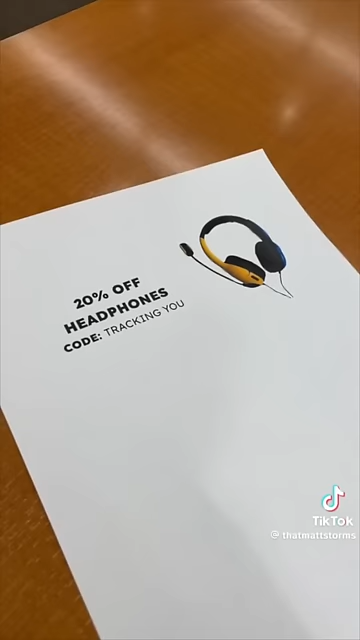 20% OFF
HEADPHONES
CODE: TRACKING YOU
TikTok
@thatmattstorms